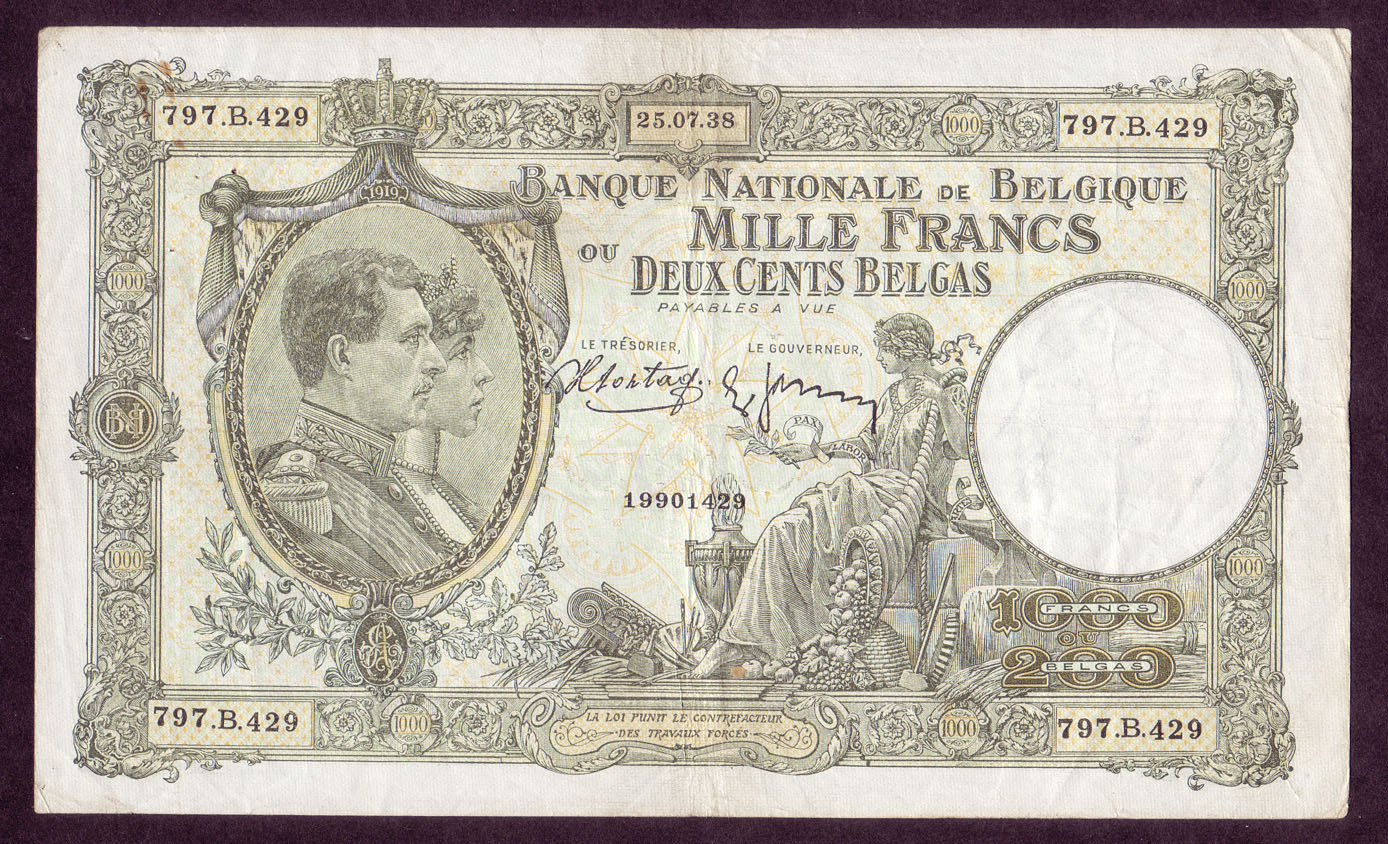 797.B.429
25.07.38
1000
797.B.429
1919
BANQUE NATIONALE DE BELGIQUE
MILLE FRANCS
OU
DEUX CENTS BELGAS
PAYABLES A VUE
1000
1000
LE TRÉSORIER,
LE GOUVERNEUR,
PAX
LABOR
19901429
1000
1000
1000
FRANCS
OU
200
BELGAS
797.B.429
1000
LA LOI PUNIT LE CONTREFACTEUR
DES TRAVAUX FORCÉS
1000
797.B.429